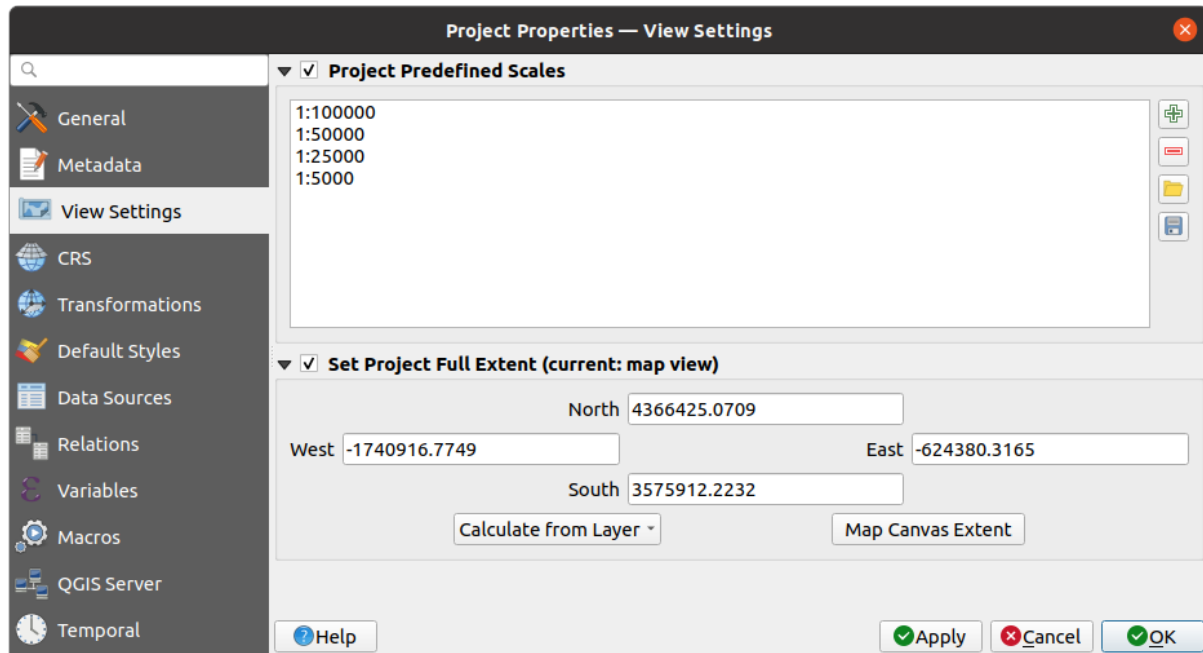 Project Properties — View Settings
General
Metadata
View Settings
CRS
Transformations
Default Styles
Data Sources
Relations
Variables
Macros
QGIS Server
Temporal
Project Predefined Scales
1:100000
1:50000
1:25000
1:5000
Set Project Full Extent (current: map view)
North 4366425.0709
West -1740916.7749 East -624380.3165
South 3575912.2232
Calculate from Layer Map Canvas Extent
Help Apply Cancel OK